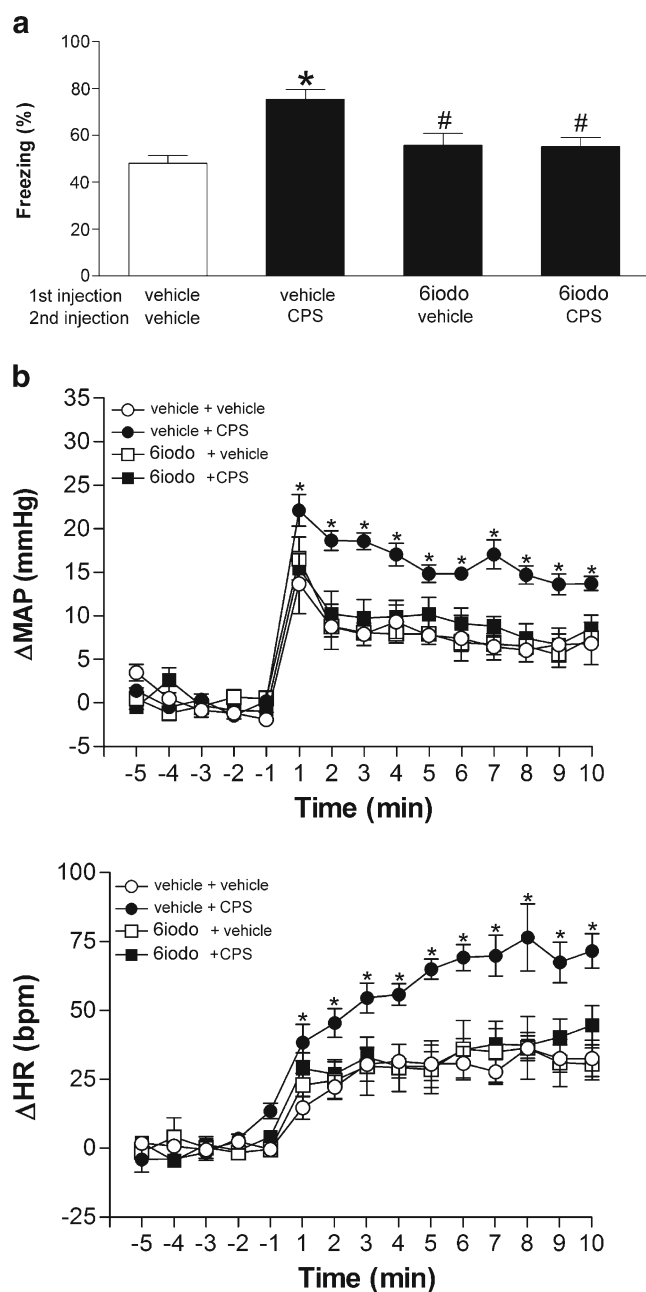 a
100
80
60
40
20
0
Freezing (%)
*
#
#
1st injection vehicle vehicle 6iodo 6iodo
2nd injection vehicle CPS vehicle CPS
b
35
30
25
20
15
10
5
0
-5
ΔMAP (mmHg)
vehicle + vehicle
vehicle + CPS
6iodo + vehicle
6iodo +CPS
* * * * * * * * * *
-5 -4 -3 -2 -1 1 2 3 4 5 6 7 8 9 10
Time (min)
100
75
50
25
0
-25
ΔHR (bpm)
vehicle + vehicle
vehicle + CPS
6iodo + vehicle
6iodo +CPS
* * * * * * * * * *
-5 -4 -3 -2 -1 1 2 3 4 5 6 7 8 9 10
Time (min)